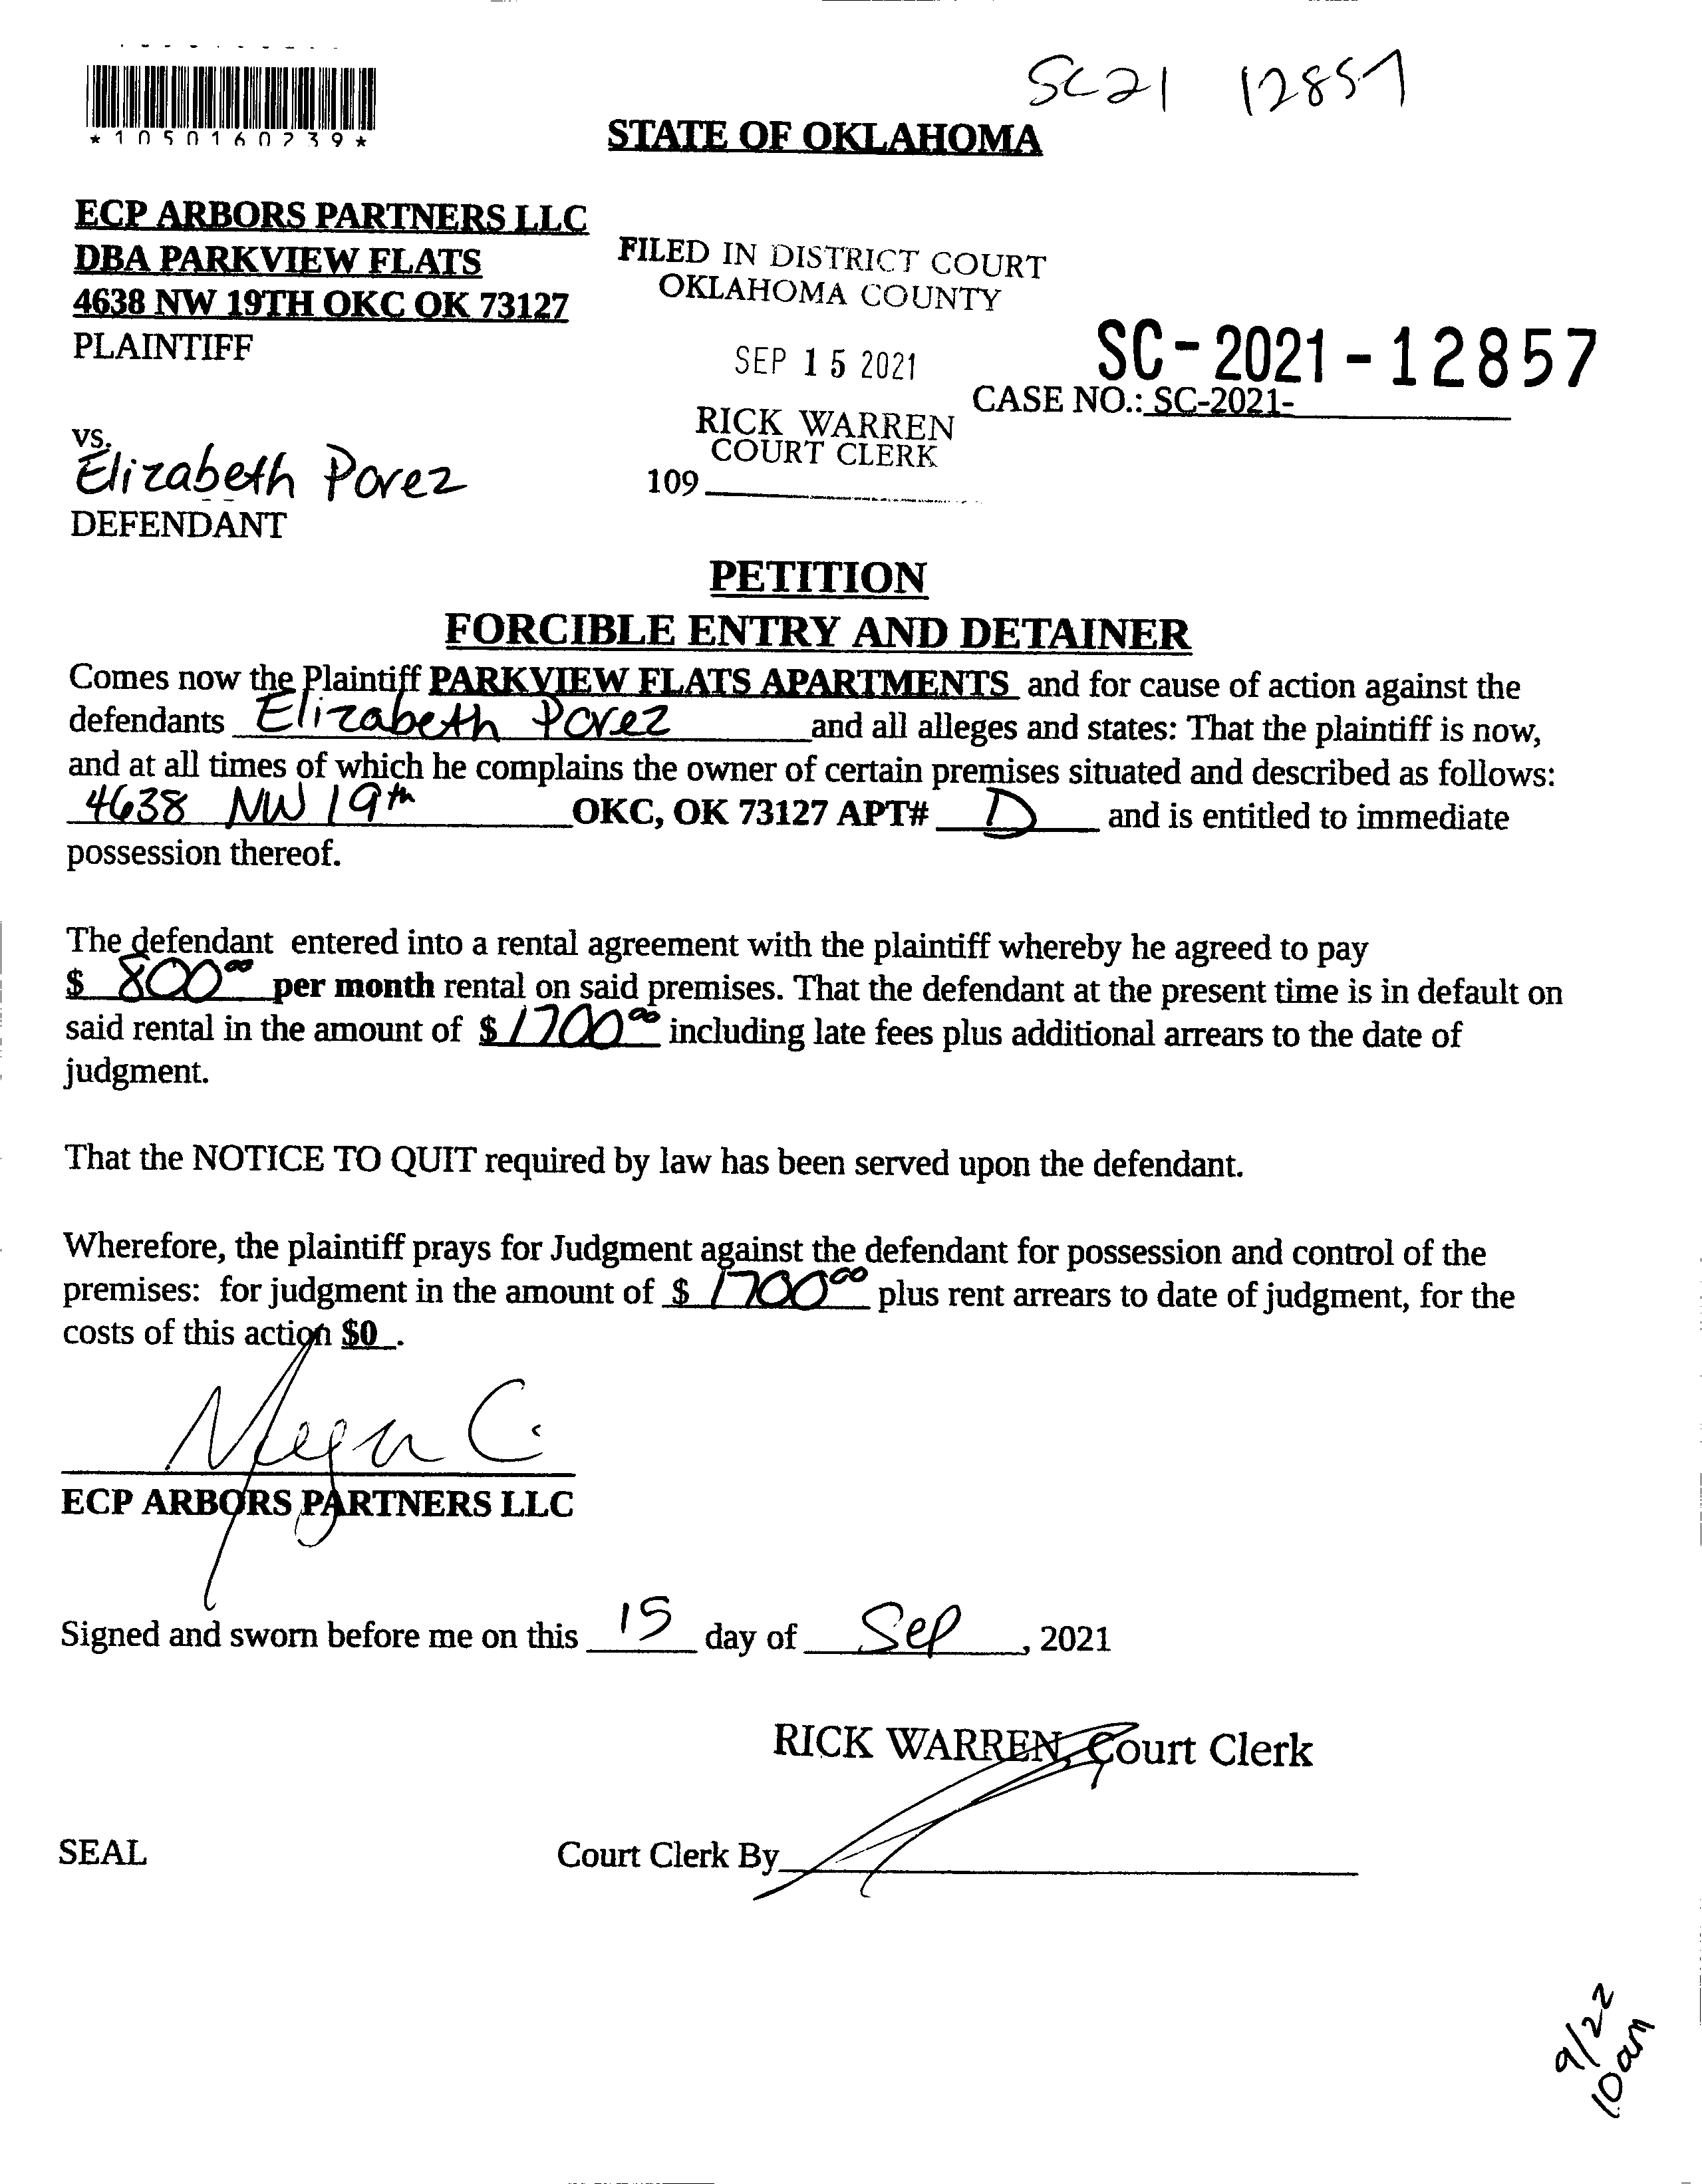 SC21 12857
*1050160239*
STATE OF OKLAHOMA
ECP ARBORS PARTNERS LLC
DBA PARKVIEW FLATS
4638 NW 19TH OKC OK 73127
PLAINTIFF
FILED IN DISTRICT COURT
OKLAHOMA COUNTY
SEP 15 2021
RICK WARREN
COURT CLERK
109
SC-2021-12857
CASE NO.: SC-2021-
vs.
Elizabeth Porez
DEFENDANT
PETITION
FORCIBLE ENTRY AND DETAINER
Comes now the Plaintiff PARKVIEW FLATS APARTMENTS and for cause of action against the
defendants Elizabeth Porez and all alleges and states: That the plaintiff is now,
and at all times of which he complains the owner of certain premises situated and described as follows:
4638 NW 19th OKC, OK 73127 APT# D and is entitled to immediate
possession thereof.
The defendant entered into a rental agreement with the plaintiff whereby he agreed to pay
$ 800 00 per month rental on said premises. That the defendant at the present time is in default on
said rental in the amount of $ 1700 00 including late fees plus additional arrears to the date of
judgment.
That the NOTICE TO QUIT required by law has been served upon the defendant.
Wherefore, the plaintiff prays for Judgment against the defendant for possession and control of the
premises: for judgment in the amount of $ 1700 00 plus rent arrears to date of judgment, for the
costs of this action $0 .
Megan C.
ECP ARBORS PARTNERS LLC
Signed and sworn before me on this 15 day of Sep, 2021
RICK WARREN, Court Clerk
SEAL
Court Clerk By
9/22
10am